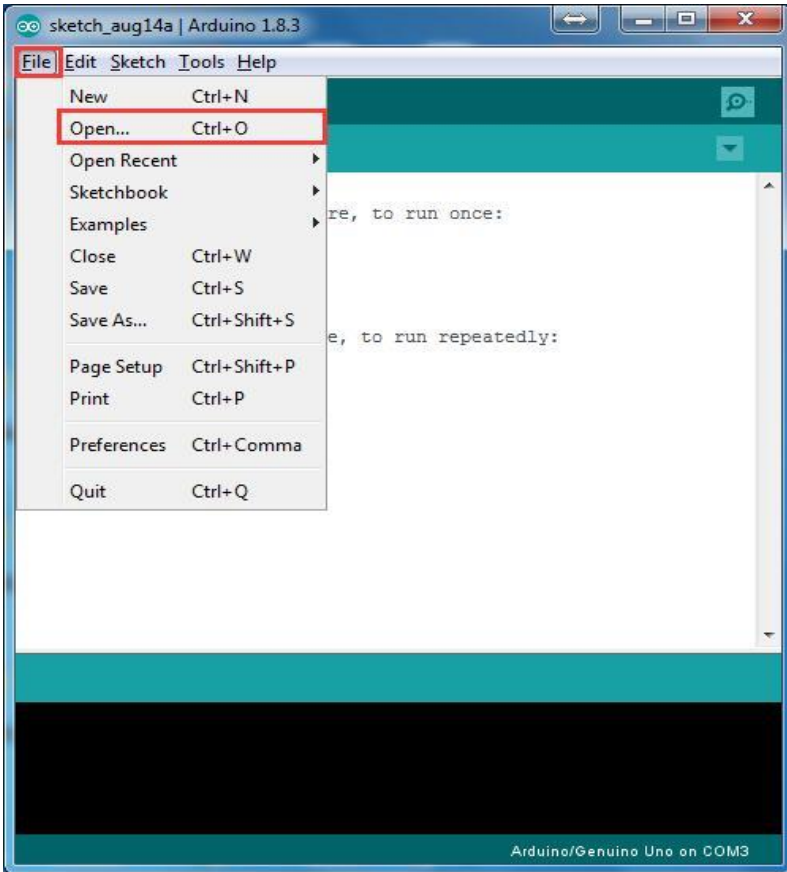 sketch_aug14a | Arduino 1.8.3
File Edit Sketch Tools Help
New Ctrl+N
Open... Ctrl+O
Open Recent
Sketchbook
re, to run once:
Examples
Close Ctrl+W
Save Ctrl+S
Save As... Ctrl+Shift+S
e, to run repeatedly:
Page Setup Ctrl+Shift+P
Print Ctrl+P
Preferences Ctrl+Comma
Quit Ctrl+Q
Arduino/Genuino Uno on COM3